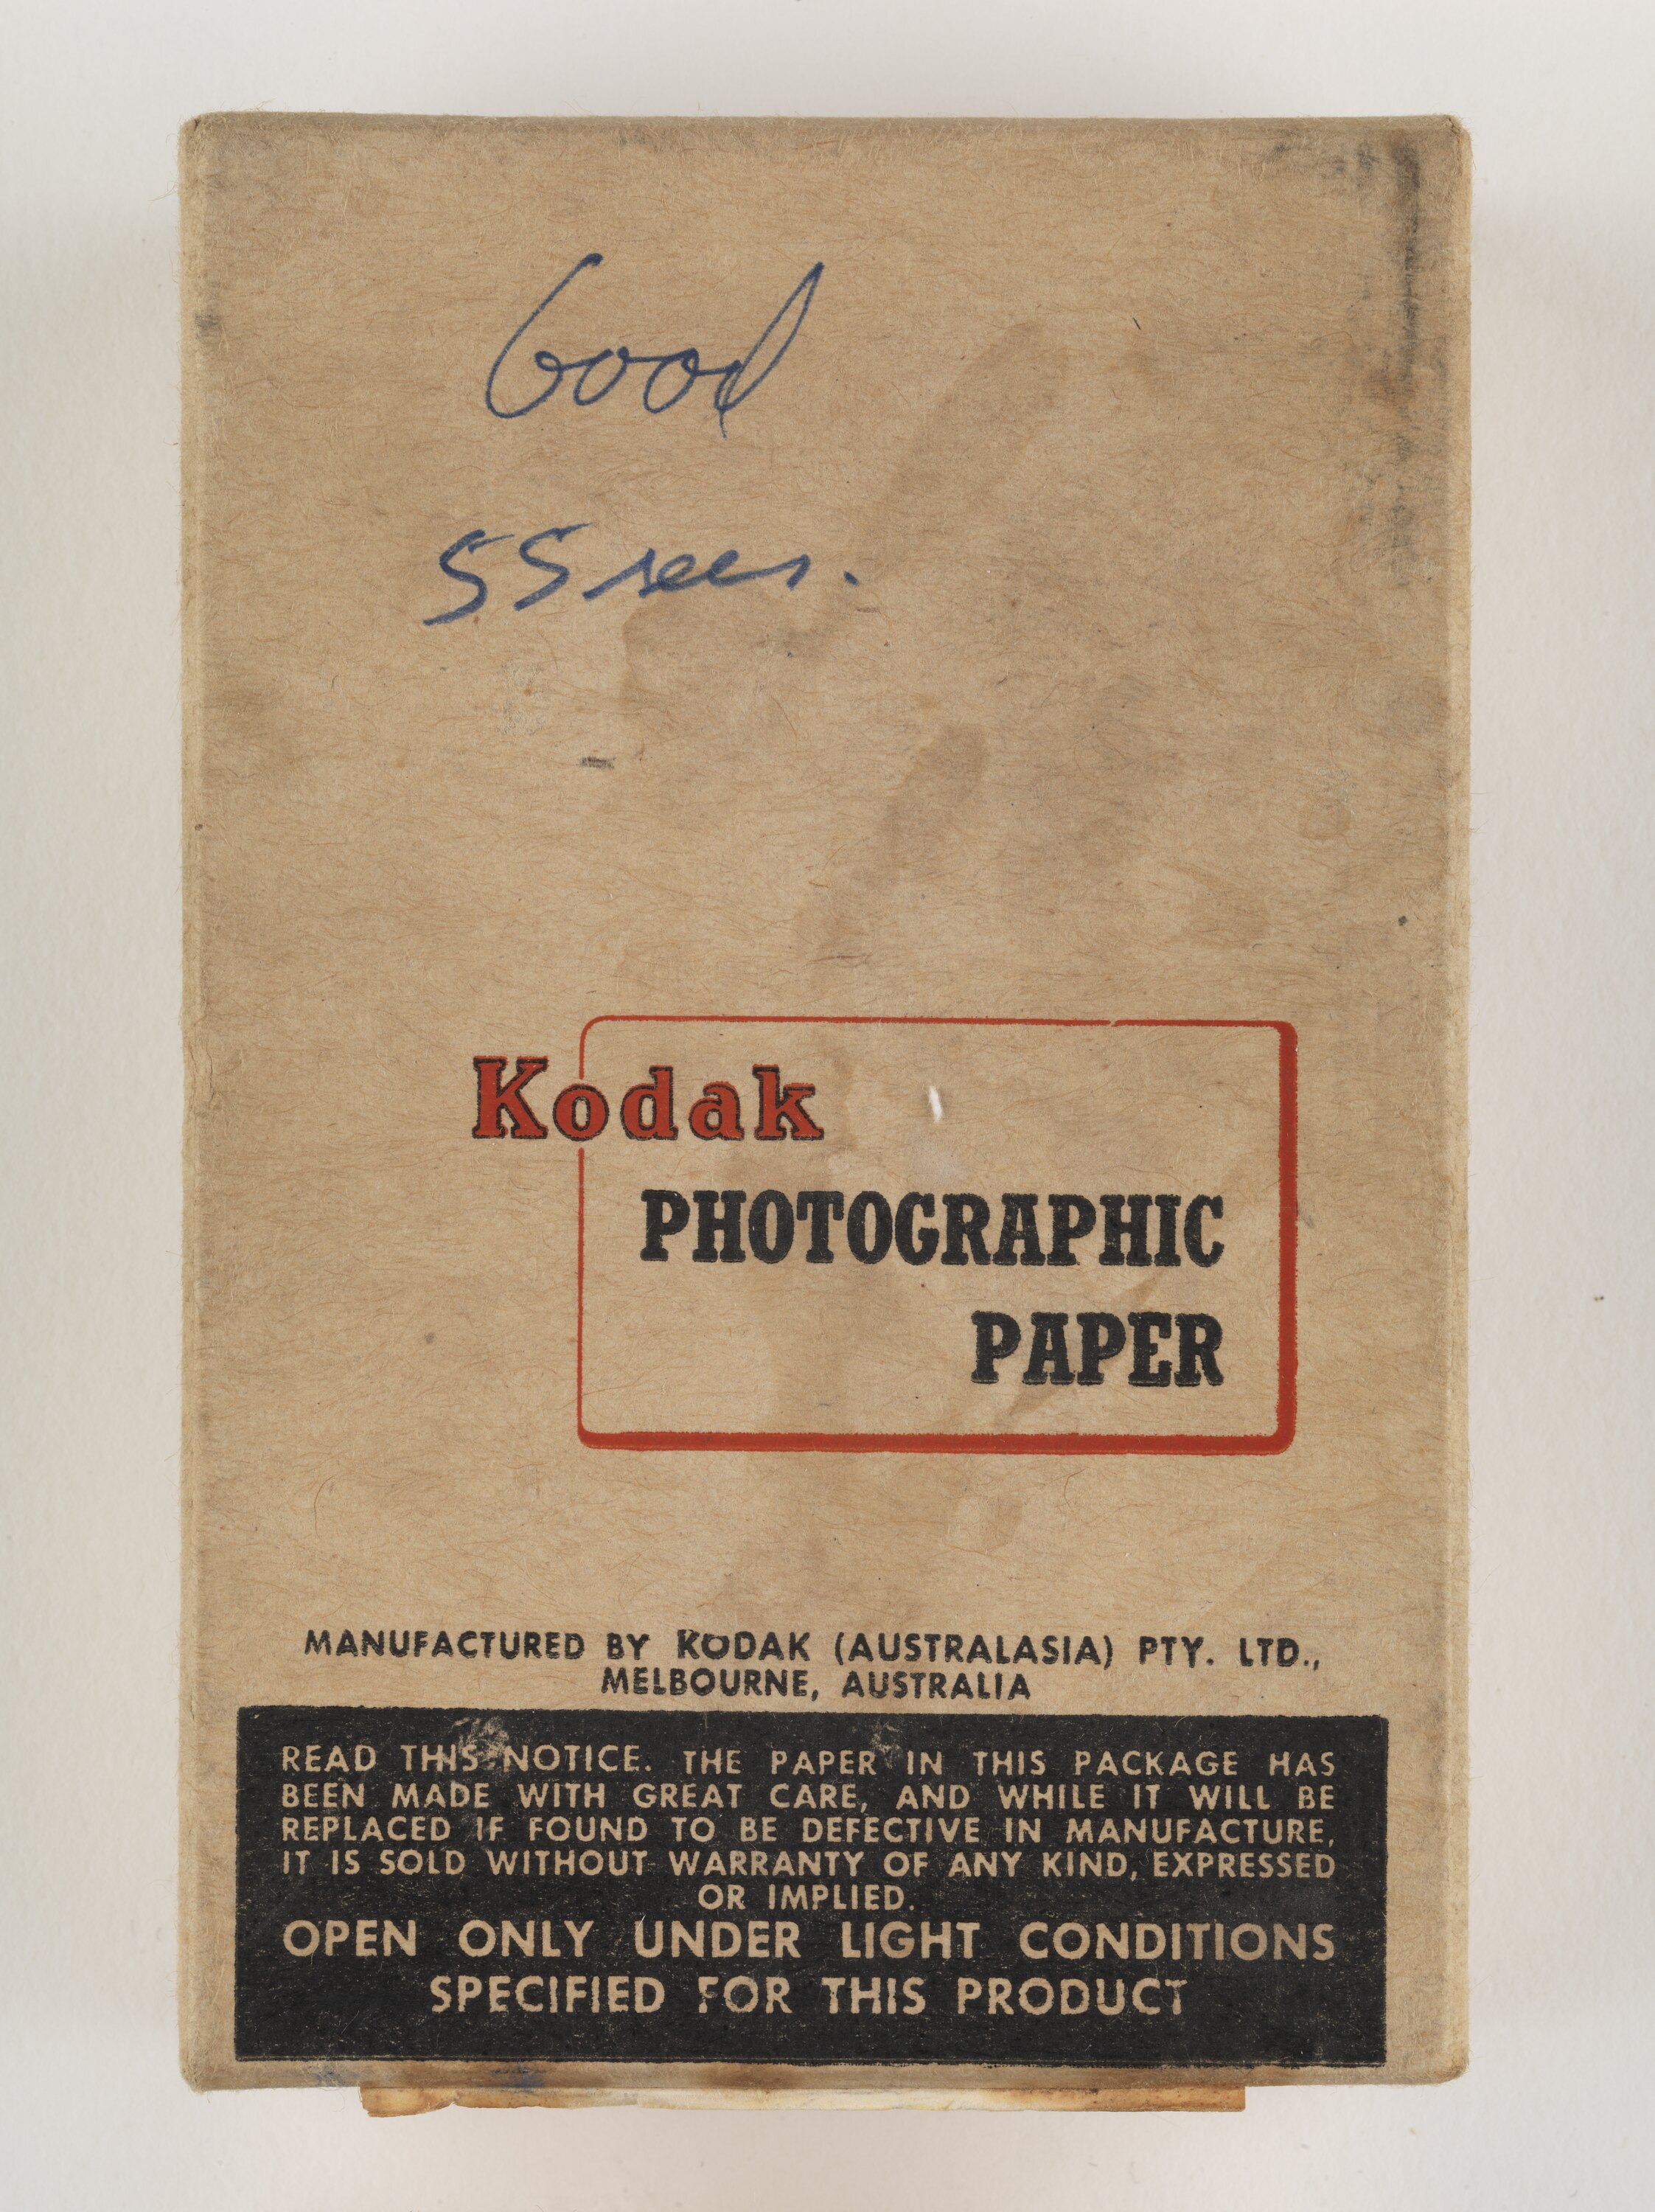 Good
55 secs.
Kodak
PHOTOGRAPHIC
PAPER
MANUFACTURED BY KODAK (AUSTRALASIA) PTY. LTD.,
MELBOURNE, AUSTRALIA
READ THIS NOTICE. THE PAPER IN THIS PACKAGE HAS
BEEN MADE WITH GREAT CARE, AND WHILE IT WILL BE
REPLACED IF FOUND TO BE DEFECTIVE IN MANUFACTURE,
IT IS SOLD WITHOUT WARRANTY OF ANY KIND, EXPRESSED
OR IMPLIED.
OPEN ONLY UNDER LIGHT CONDITIONS
SPECIFIED FOR THIS PRODUCT